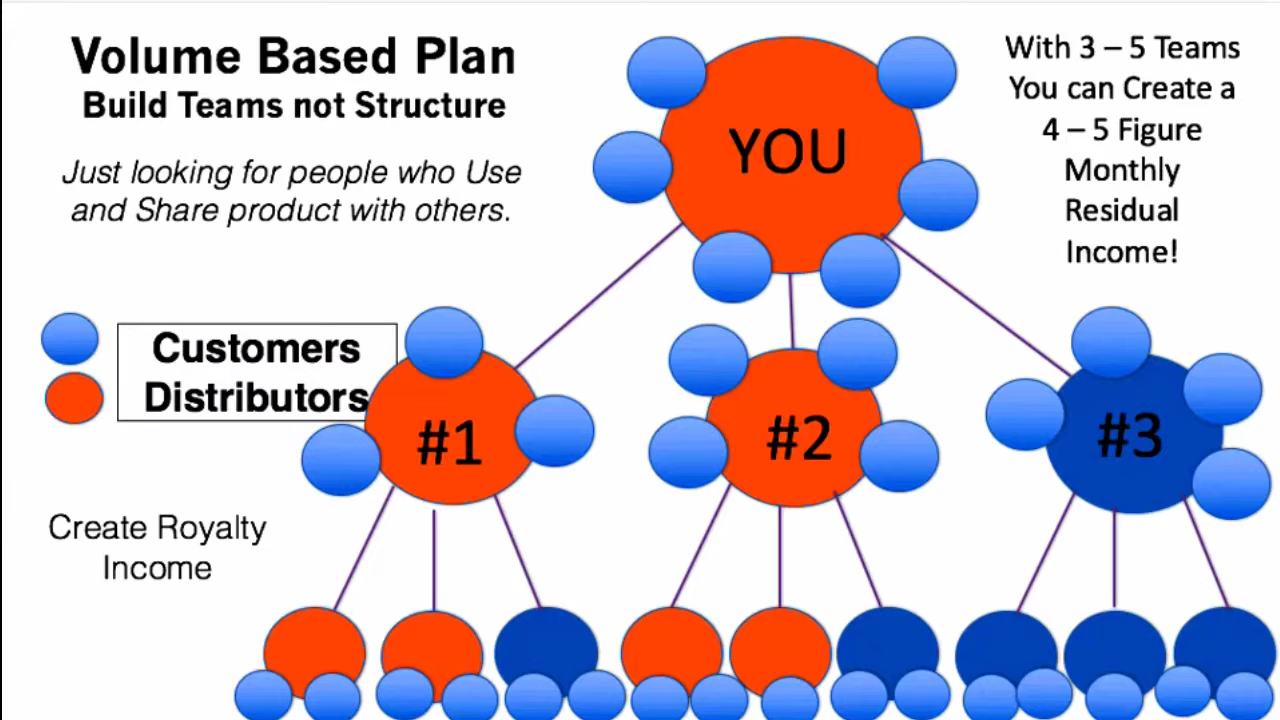 Volume Based Plan
Build Teams not Structure
Just looking for people who Use
and Share product with others.
With 3 – 5 Teams
You can Create a
4 – 5 Figure
Monthly
Residual
Income!
YOU
Customers
Distributors
#1
#2
#3
Create Royalty
Income